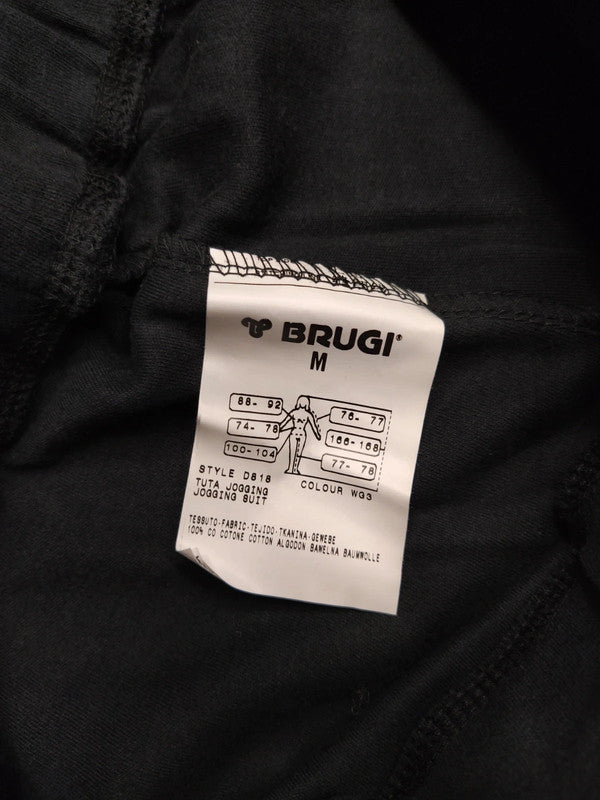 BRUGI®
M
88- 92
76- 77
74- 78
166-168
100-104
77- 78
STYLE D818
COLOUR WG3
TUTA JOGGING
JOGGING SUIT
TESSUTO-FABRIC-TEJIDO-TKANINA-GEWEBE
100% CO COTONE COTTON ALGODON BAWELNA BAUMWOLLE